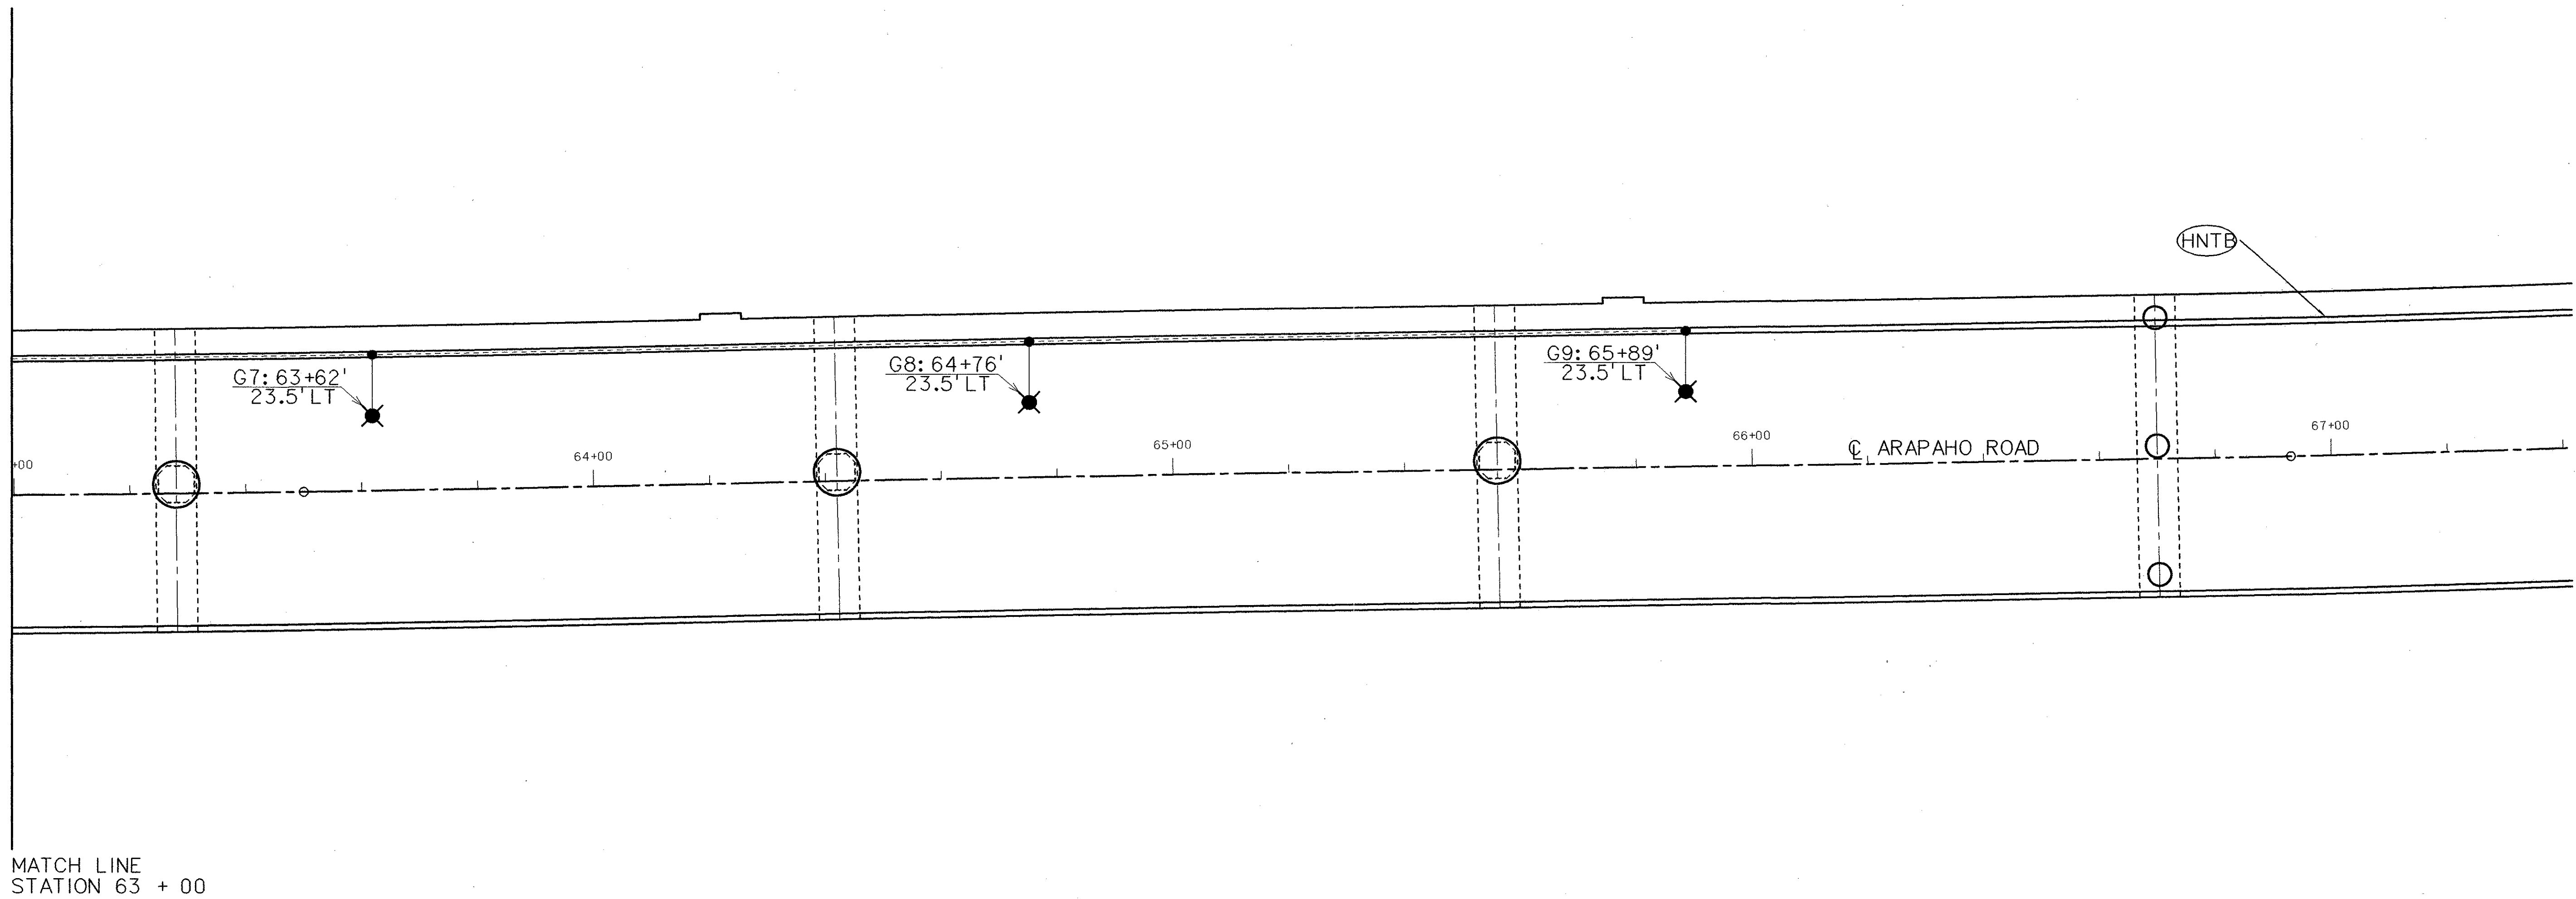 HNTB
G7: 63+62'
23.5' LT
G8: 64+76'
23.5' LT
G9: 65+89'
23.5' LT
+00
64+00
65+00
66+00
℄ ARAPAHO ROAD
67+00
MATCH LINE
STATION 63 + 00